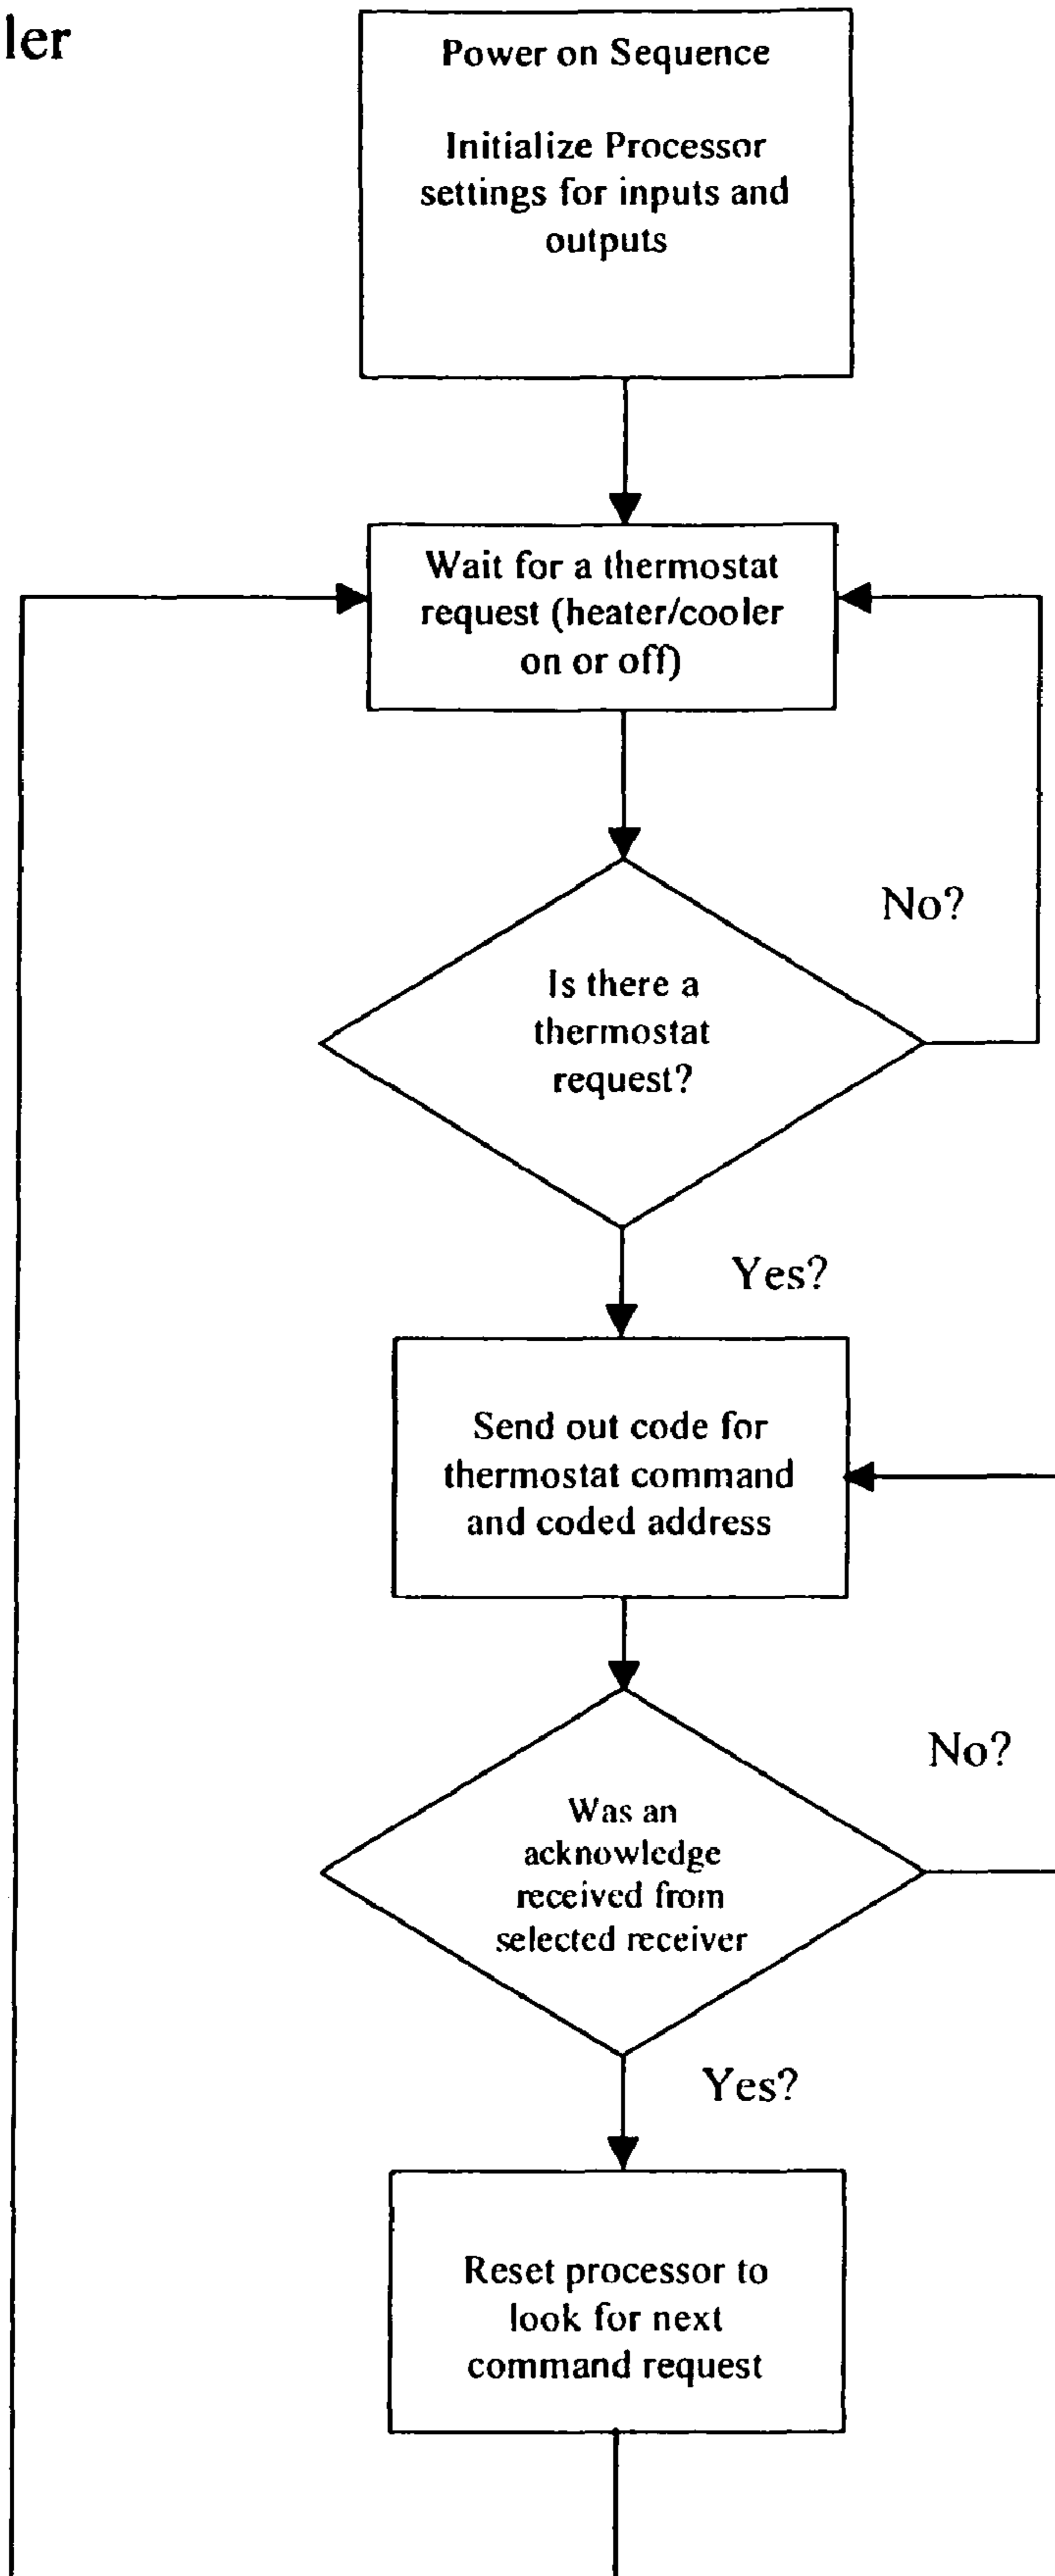 ler
Power on Sequence
Initialize Processor
settings for inputs and
outputs
Wait for a thermostat
request (heater/cooler
on or off)
No?
Is there a
thermostat
request?
Yes?
Send out code for
thermostat command
and coded address
No?
Was an
acknowledge
received from
selected receiver
Yes?
Reset processor to
look for next
command request